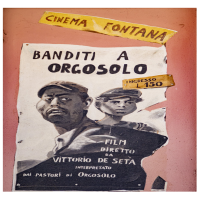 CINEMA FONTANA
BANDITI A
ORGOSOLO
INGRESSO
L.150
FILM
DIRETTO
DA
VITTORIO DE SETA
INTERPRETATO
DAI PASTORI DI ORGOSOLO